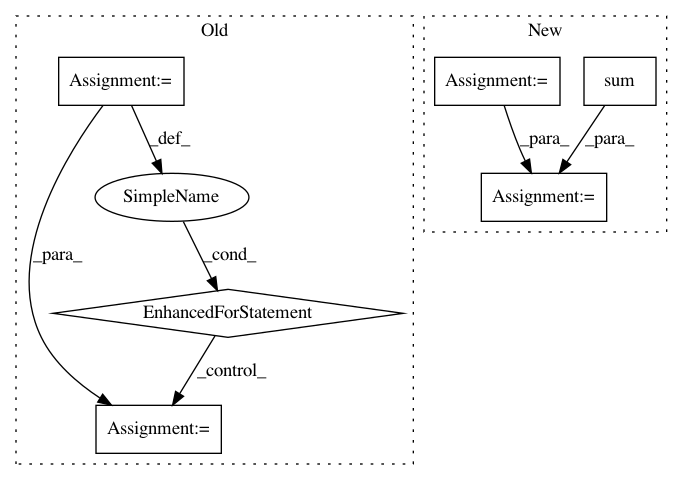 Old
New
Assignment:=
Assignment:=
sum
_def_
_para_
_para_
SimpleName
Assignment:=
_para_
_cond_
EnhancedForStatement
_control_
Assignment:=